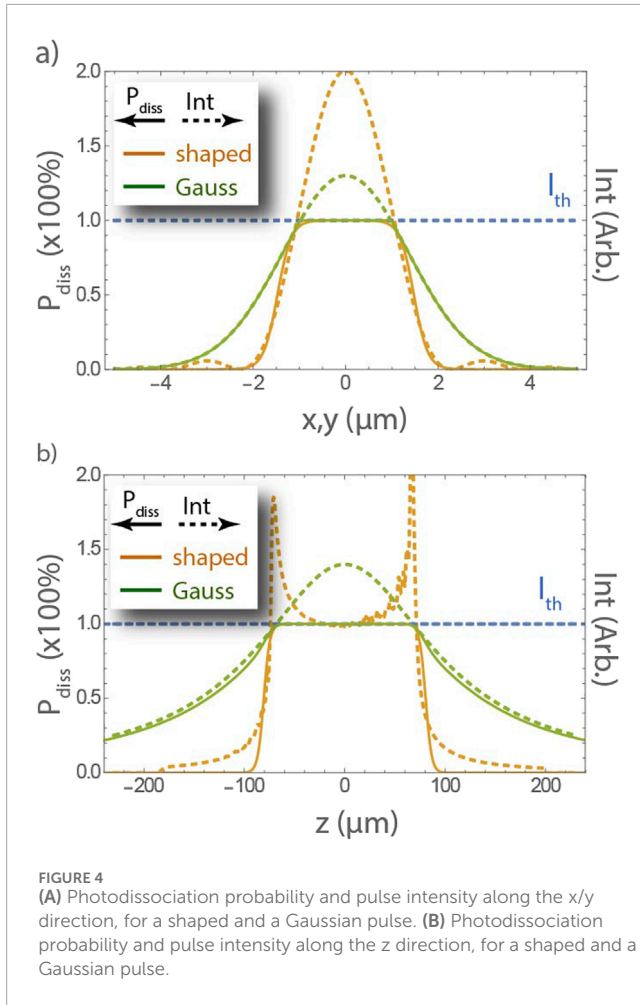 a)
P_diss Int
shaped
Gauss
I_th
2.0
1.5
1.0
0.5
0.0
P_diss (x100%)
Int (Arb.)
−4 −2 0 2 4
x,y (μm)
b)
P_diss Int
shaped
Gauss
I_th
2.0
1.5
1.0
0.5
0.0
P_diss (x100%)
Int (Arb.)
−200 −100 0 100 200
z (μm)
FIGURE 4
(A) Photodissociation probability and pulse intensity along the x/y
direction, for a shaped and a Gaussian pulse. (B) Photodissociation
probability and pulse intensity along the z direction, for a shaped and a
Gaussian pulse.